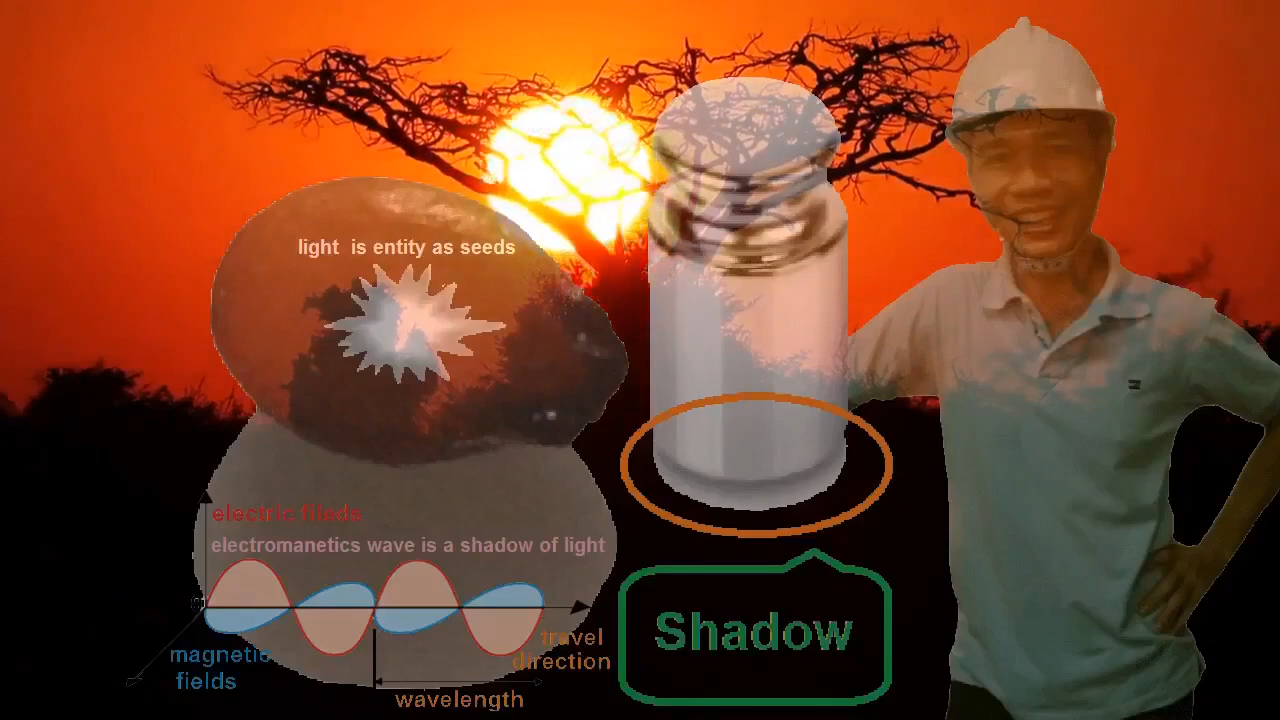 light is entity as seeds
electric fileds
electromanetics wave is a shadow of light
magnetic
fields
travel
direction
wavelength
Shadow